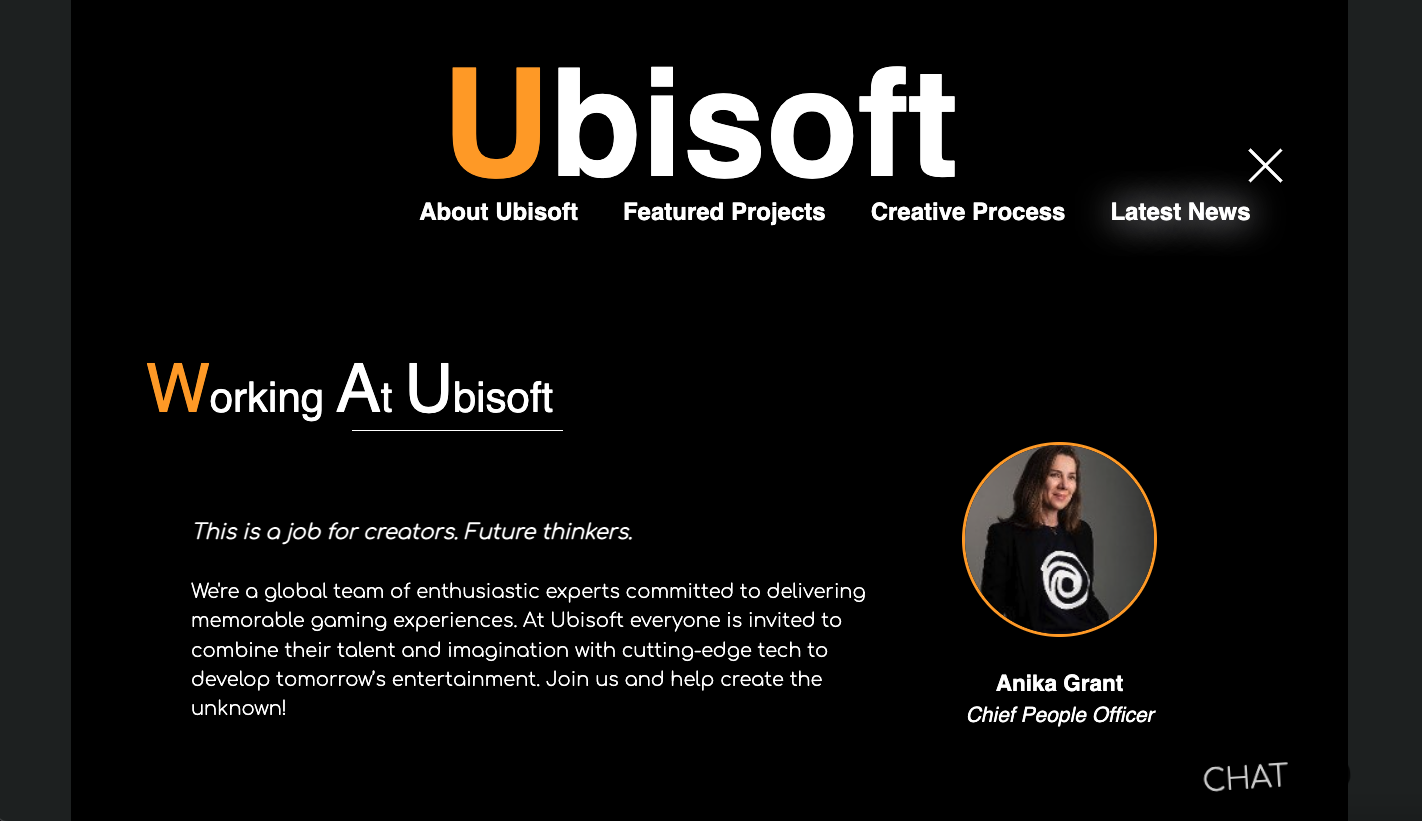 Ubisoft
About Ubisoft Featured Projects Creative Process Latest News
Working At Ubisoft
This is a job for creators. Future thinkers.
We're a global team of enthusiastic experts committed to delivering
memorable gaming experiences. At Ubisoft everyone is invited to
combine their talent and imagination with cutting-edge tech to
develop tomorrow’s entertainment. Join us and help create the
unknown!
Anika Grant
Chief People Officer
CHAT